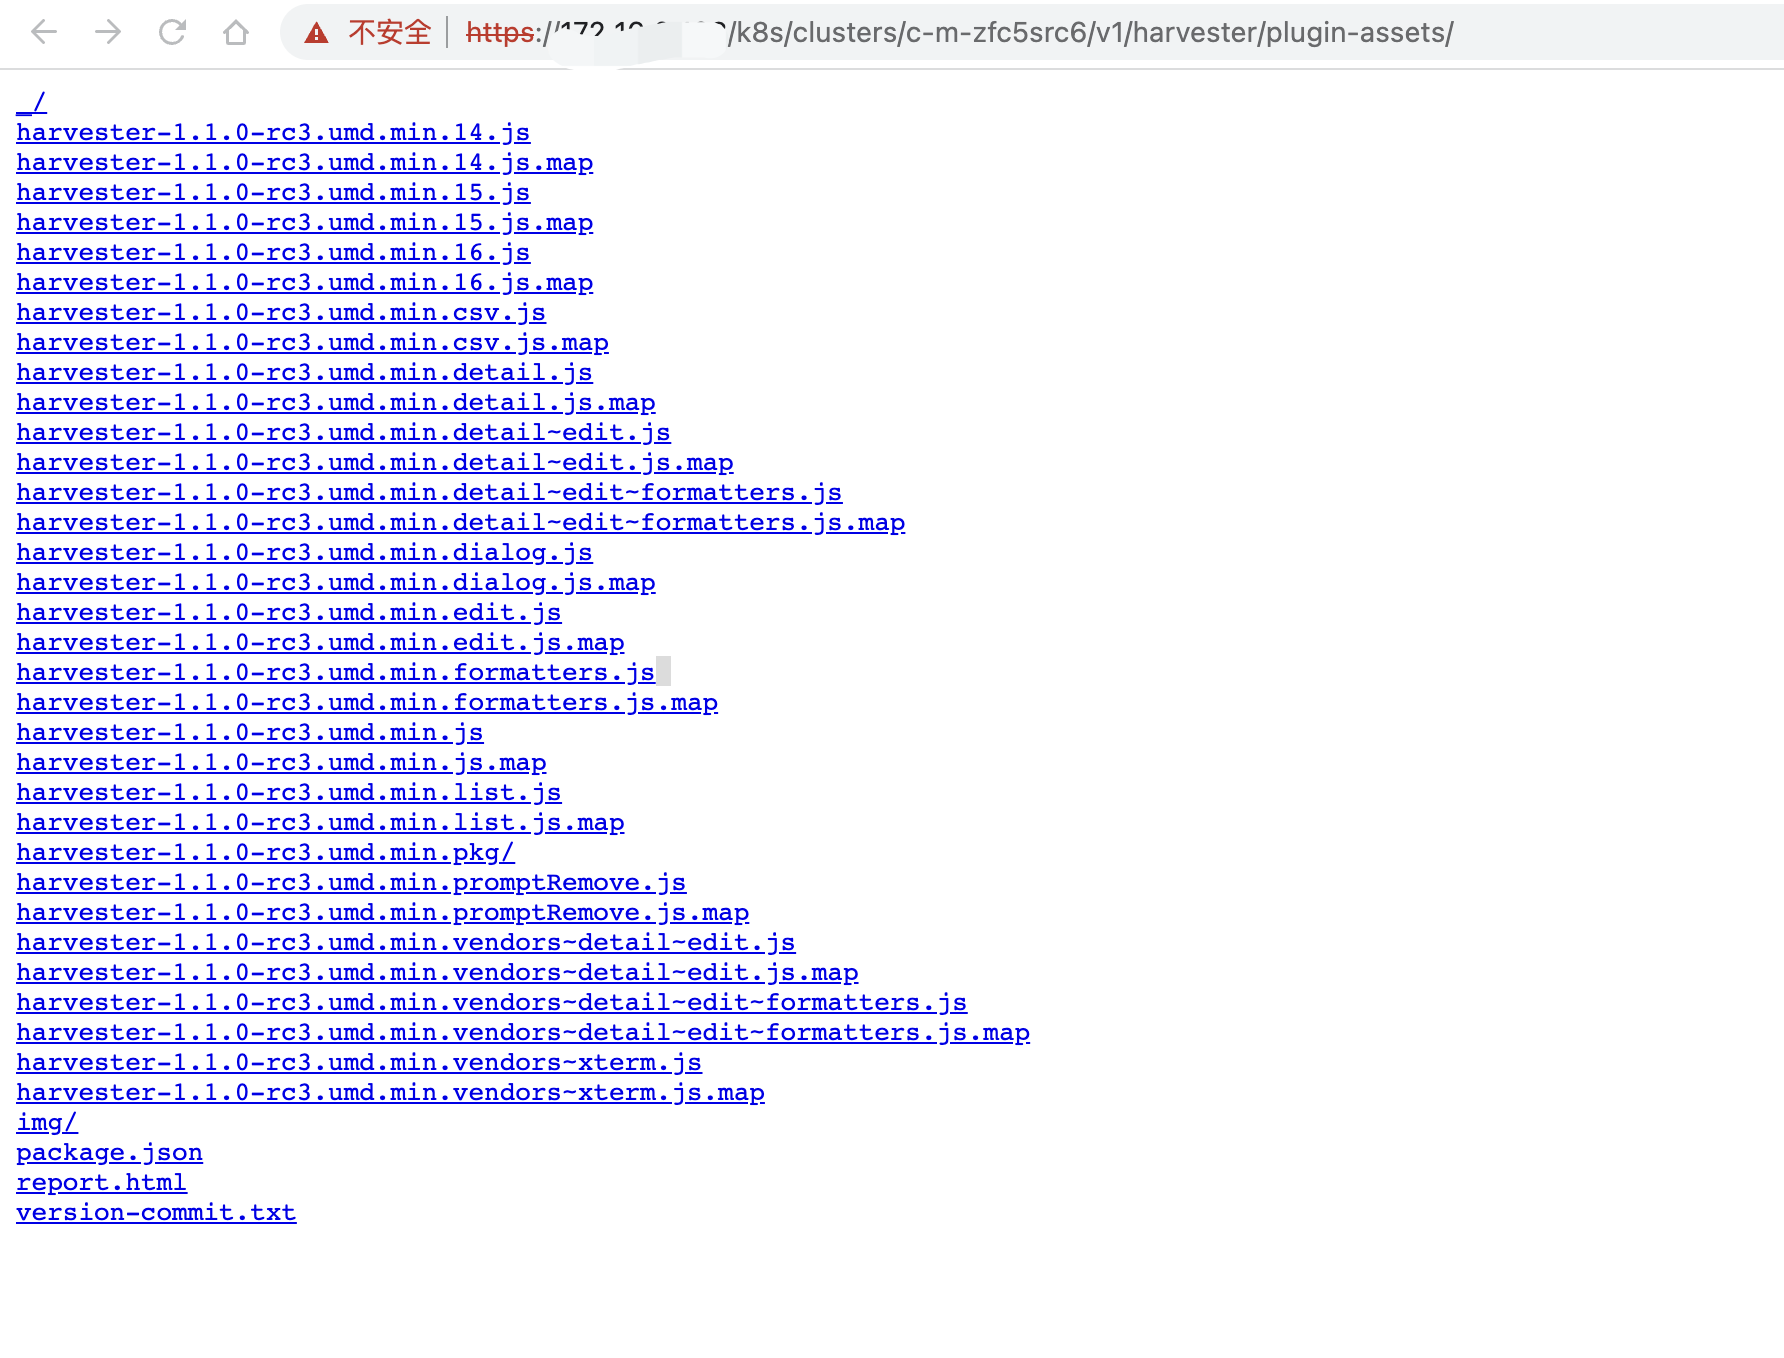 不安全 https:// /k8s/clusters/c-m-zfc5src6/v1/harvester/plugin-assets/
_/
harvester-1.1.0-rc3.umd.min.14.js
harvester-1.1.0-rc3.umd.min.14.js.map
harvester-1.1.0-rc3.umd.min.15.js
harvester-1.1.0-rc3.umd.min.15.js.map
harvester-1.1.0-rc3.umd.min.16.js
harvester-1.1.0-rc3.umd.min.16.js.map
harvester-1.1.0-rc3.umd.min.csv.js
harvester-1.1.0-rc3.umd.min.csv.js.map
harvester-1.1.0-rc3.umd.min.detail.js
harvester-1.1.0-rc3.umd.min.detail.js.map
harvester-1.1.0-rc3.umd.min.detail~edit.js
harvester-1.1.0-rc3.umd.min.detail~edit.js.map
harvester-1.1.0-rc3.umd.min.detail~edit~formatters.js
harvester-1.1.0-rc3.umd.min.detail~edit~formatters.js.map
harvester-1.1.0-rc3.umd.min.dialog.js
harvester-1.1.0-rc3.umd.min.dialog.js.map
harvester-1.1.0-rc3.umd.min.edit.js
harvester-1.1.0-rc3.umd.min.edit.js.map
harvester-1.1.0-rc3.umd.min.formatters.js
harvester-1.1.0-rc3.umd.min.formatters.js.map
harvester-1.1.0-rc3.umd.min.js
harvester-1.1.0-rc3.umd.min.js.map
harvester-1.1.0-rc3.umd.min.list.js
harvester-1.1.0-rc3.umd.min.list.js.map
harvester-1.1.0-rc3.umd.min.pkg/
harvester-1.1.0-rc3.umd.min.promptRemove.js
harvester-1.1.0-rc3.umd.min.promptRemove.js.map
harvester-1.1.0-rc3.umd.min.vendors~detail~edit.js
harvester-1.1.0-rc3.umd.min.vendors~detail~edit.js.map
harvester-1.1.0-rc3.umd.min.vendors~detail~edit~formatters.js
harvester-1.1.0-rc3.umd.min.vendors~detail~edit~formatters.js.map
harvester-1.1.0-rc3.umd.min.vendors~xterm.js
harvester-1.1.0-rc3.umd.min.vendors~xterm.js.map
img/
package.json
report.html
version-commit.txt